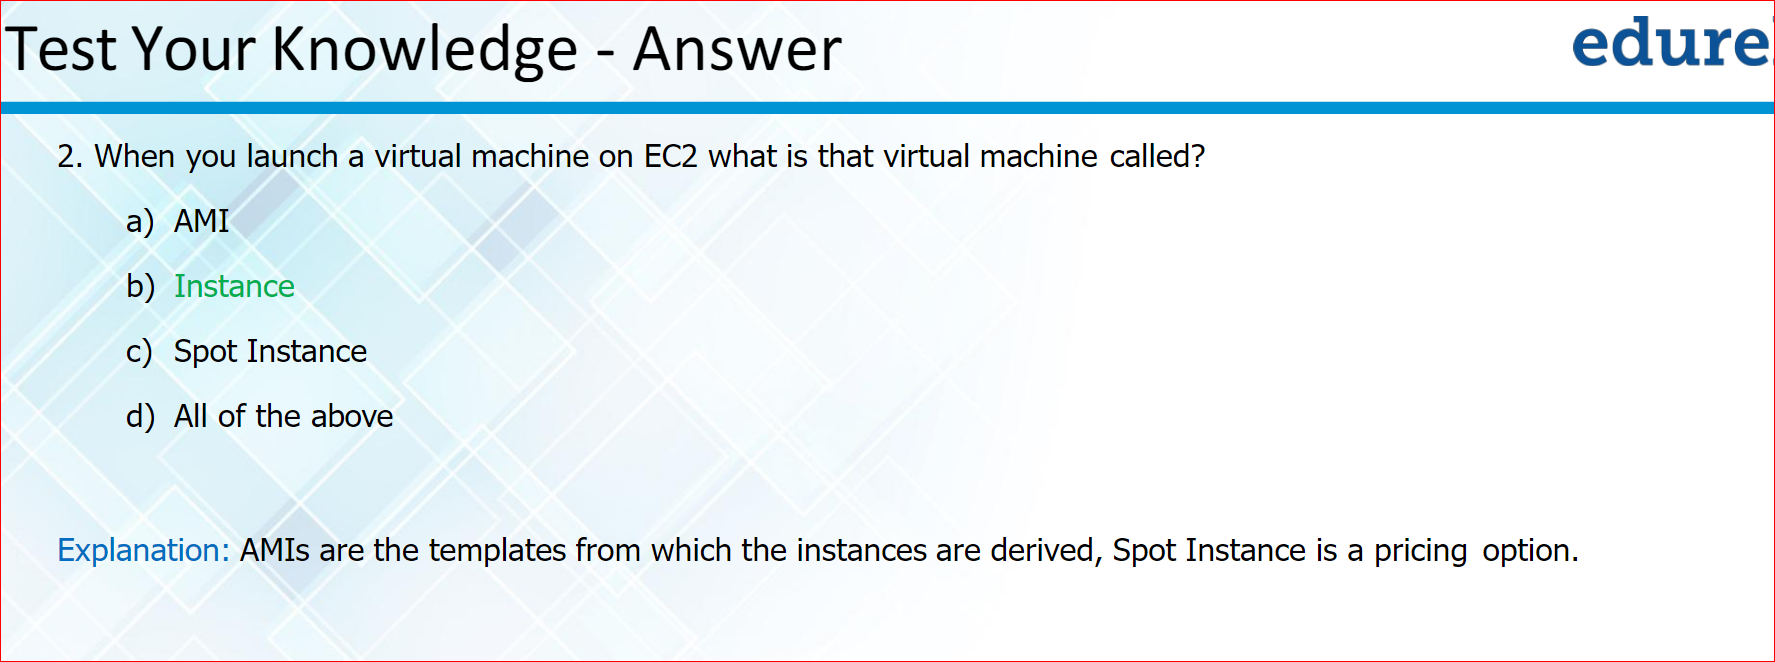 Test Your Knowledge - Answer
edure
2. When you launch a virtual machine on EC2 what is that virtual machine called?
a) AMI
b) Instance
c) Spot Instance
d) All of the above
Explanation: AMIs are the templates from which the instances are derived, Spot Instance is a pricing option.